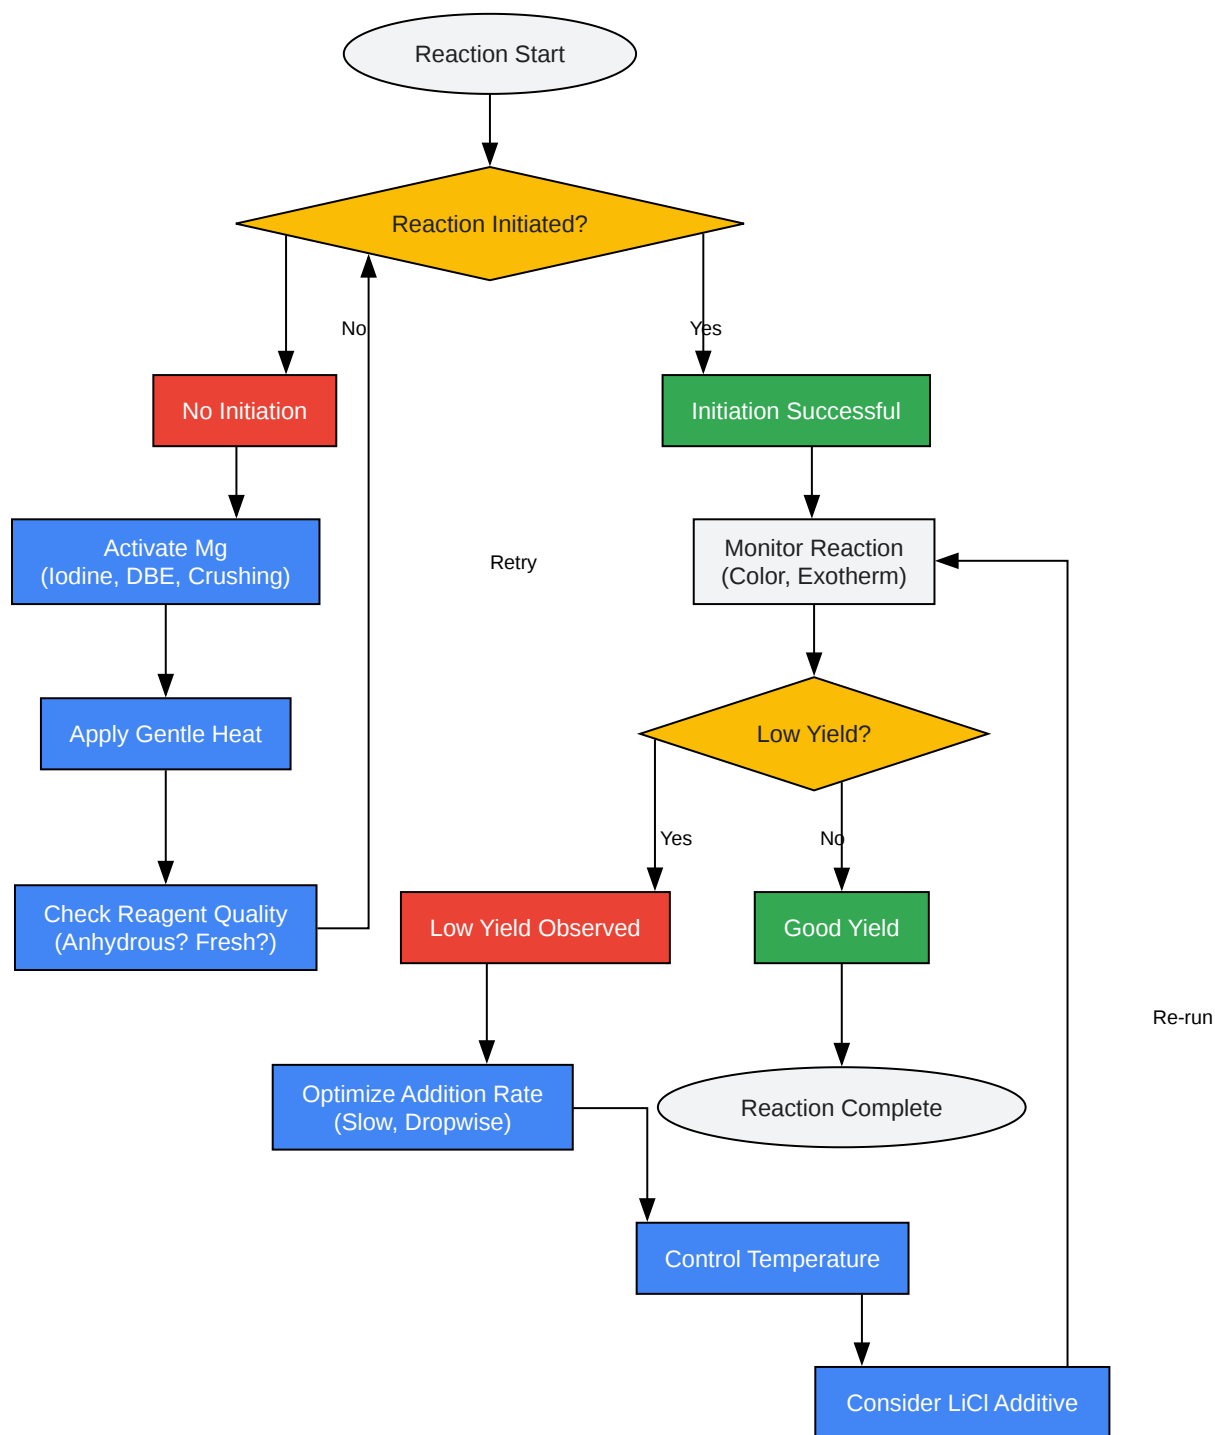 Reaction Start
Reaction Initiated?
No
Yes
No Initiation
Initiation Successful
Activate Mg
(Iodine, DBE, Crushing)
Retry
Monitor Reaction
(Color, Exotherm)
Apply Gentle Heat
Low Yield?
Yes
No
Check Reagent Quality
(Anhydrous? Fresh?)
Low Yield Observed
Good Yield
Re-run
Optimize Addition Rate
(Slow, Dropwise)
Reaction Complete
Control Temperature
Consider LiCl Additive